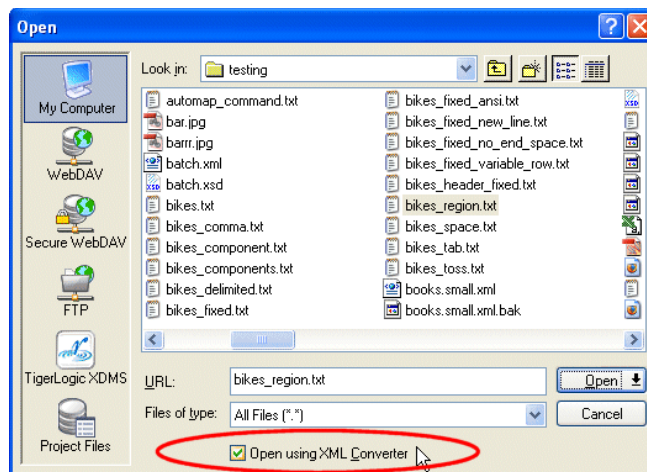 Open
Look in: testing
My Computer
WebDAV
Secure WebDAV
FTP
TigerLogic XDMS
Project Files
automap_command.txt
bar.jpg
barrr.jpg
batch.xml
batch.xsd
bikes.txt
bikes_comma.txt
bikes_component.txt
bikes_components.txt
bikes_delimited.txt
bikes_fixed.txt
bikes_fixed_ansi.txt
bikes_fixed_new_line.txt
bikes_fixed_no_end_space.txt
bikes_fixed_variable_row.txt
bikes_header_fixed.txt
bikes_region.txt
bikes_space.txt
bikes_tab.txt
bikes_toss.txt
books.small.xml
books.small.xml.bak
URL: bikes_region.txt Open
Files of type: All Files (*.*) Cancel
Open using XML Converter